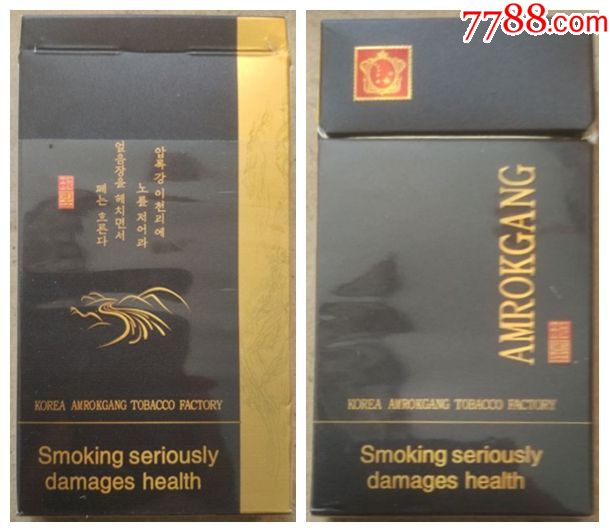 7788.com
압록강 이천리에
노를 저어라
얼음장을 헤치면서
떼는 흐른다
KOREA AMROKGANG TOBACCO FACTORY
Smoking seriously
damages health
AMROKGANG
KOREA AMROKGANG TOBACCO FACTORY
Smoking seriously
damages health